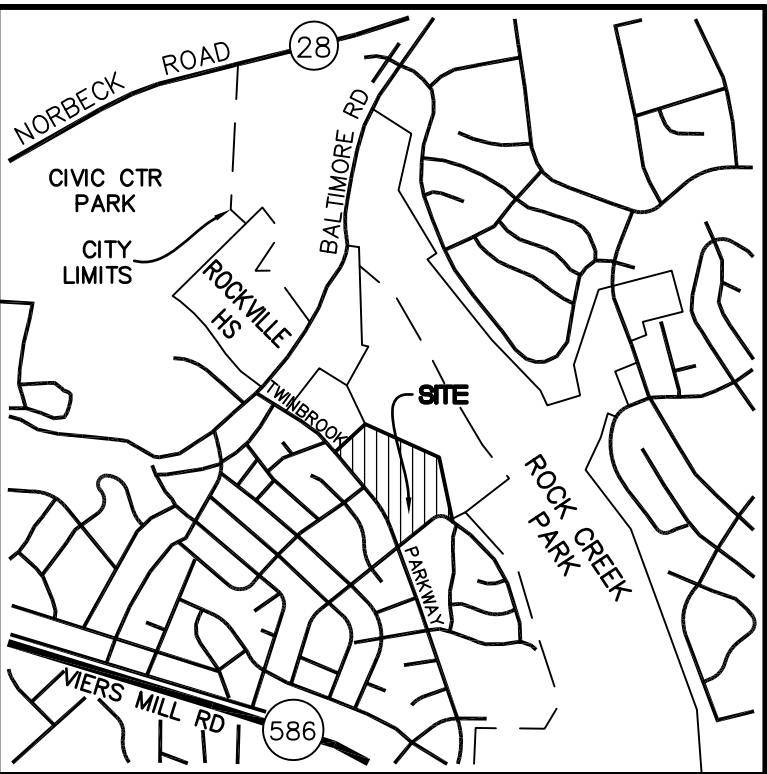 NORBECK ROAD
28
BALTIMORE RD
CIVIC CTR
PARK
CITY
LIMITS
ROCKVILLE
HS
TWINBROOK
SITE
ROCK CREEK
PARK
PARKWAY
VIERS MILL RD
586